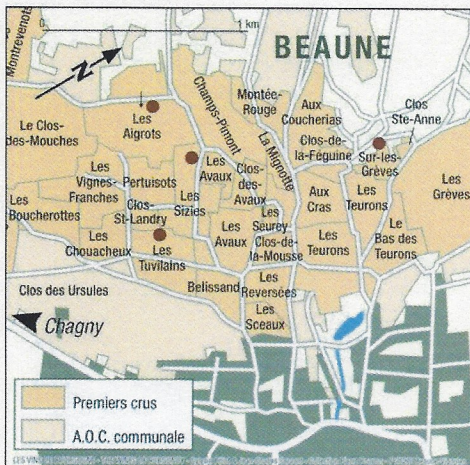 0
1 km
BEAUNE
Montrevenots
N
Les
Aigrots
Champs-Pimont
Montée-
Rouge
Aux
Coucherias
Clos
Ste-Anne
Le Clos-
des-Mouches
La Mignotte
Clos-de-
la-Féguine
Sur-les-
Grèves
Les
Vignes-
Franches
Pertuisots
Les
Avaux
Clos-
des-
Avaux
Aux
Cras
Les
Teurons
Les
Grèves
Les
Boucherottes
Clos-
St-Landry
Les
Sizies
Les
Seurey
Le
Bas des
Teurons
Les
Chouacheux
Les
Tuvilains
Les
Avaux
Clos-de-
la-Mousse
Les
Teurons
Clos des Ursules
Belissand
Les
Reversées
Chagny
Les
Sceaux
Premiers crus
A.O.C. communale